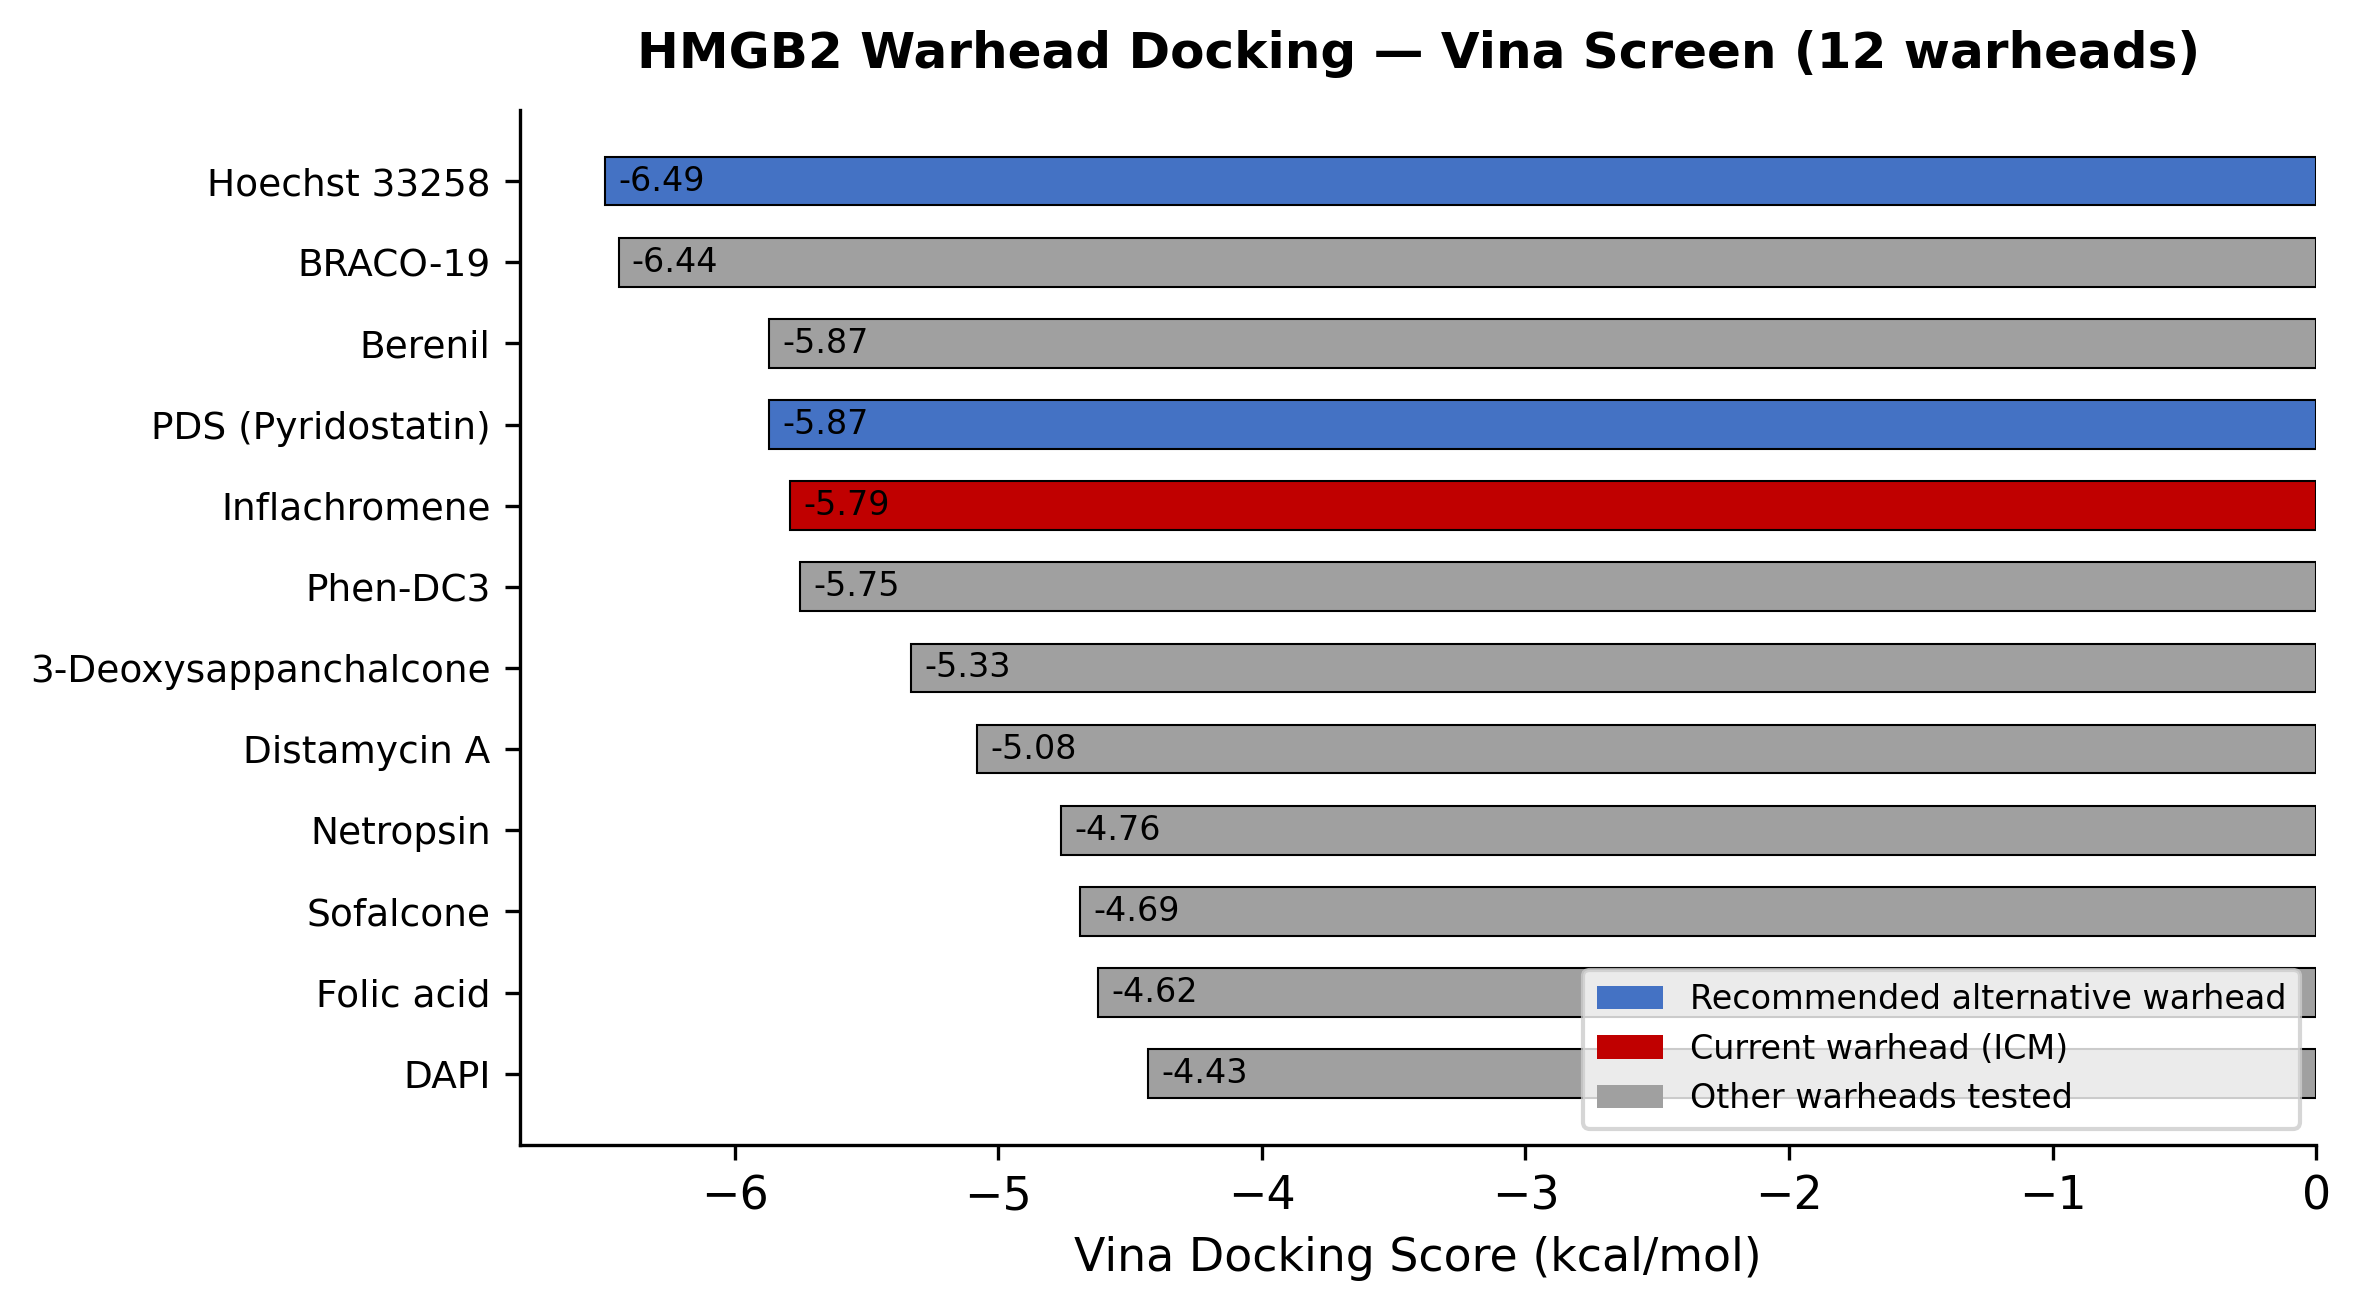 HMGB2 Warhead Docking — Vina Screen (12 warheads)
Hoechst 33258
-6.49
BRACO-19
-6.44
Berenil
-5.87
PDS (Pyridostatin)
-5.87
Inflachromene
-5.79
Phen-DC3
-5.75
3-Deoxysappanchalcone
-5.33
Distamycin A
-5.08
Netropsin
-4.76
Sofalcone
-4.69
Folic acid
-4.62
DAPI
-4.43
Recommended alternative warhead
Current warhead (ICM)
Other warheads tested
−6 −5 −4 −3 −2 −1 0
Vina Docking Score (kcal/mol)